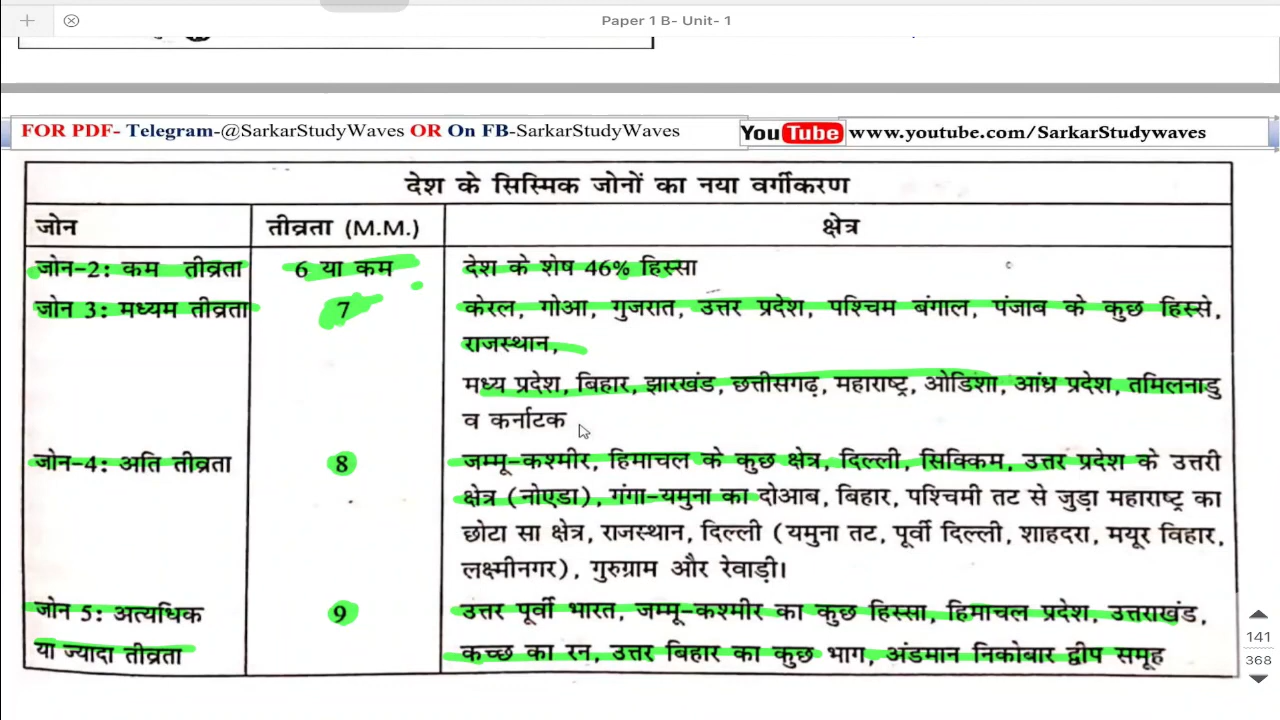 Paper 1 B- Unit- 1
FOR PDF- Telegram-@SarkarStudyWaves OR On FB-SarkarStudyWaves
YouTube www.youtube.com/SarkarStudywaves
देश के सिस्मिक जोनों का नया वर्गीकरण
जोन तीव्रता (M.M.) क्षेत्र
जोन-2: कम तीव्रता 6 या कम देश के शेष 46% हिस्सा
जोन 3: मध्यम तीव्रता 7 केरल, गोआ, गुजरात, उत्तर प्रदेश, पश्चिम बंगाल, पंजाब के कुछ हिस्से,
राजस्थान,
मध्य प्रदेश, बिहार, झारखंड, छत्तीसगढ़, महाराष्ट्र, ओडिशा, आंध्र प्रदेश, तमिलनाडु
व कर्नाटक
जोन-4: अति तीव्रता 8 जम्मू-कश्मीर, हिमाचल के कुछ क्षेत्र, दिल्ली, सिक्किम, उत्तर प्रदेश के उत्तरी
क्षेत्र (नोएडा), गंगा-यमुना का दोआब, बिहार, पश्चिमी तट से जुड़ा महाराष्ट्र का
छोटा सा क्षेत्र, राजस्थान, दिल्ली (यमुना तट, पूर्वी दिल्ली, शाहदरा, मयूर विहार,
लक्ष्मीनगर), गुरुग्राम और रेवाड़ी।
जोन 5: अत्यधिक 9 उत्तर पूर्वी भारत, जम्मू-कश्मीर का कुछ हिस्सा, हिमाचल प्रदेश, उत्तराखंड,
या ज्यादा तीव्रता कच्छ का रन, उत्तर बिहार का कुछ भाग, अंडमान निकोबार द्वीप समूह
141
368